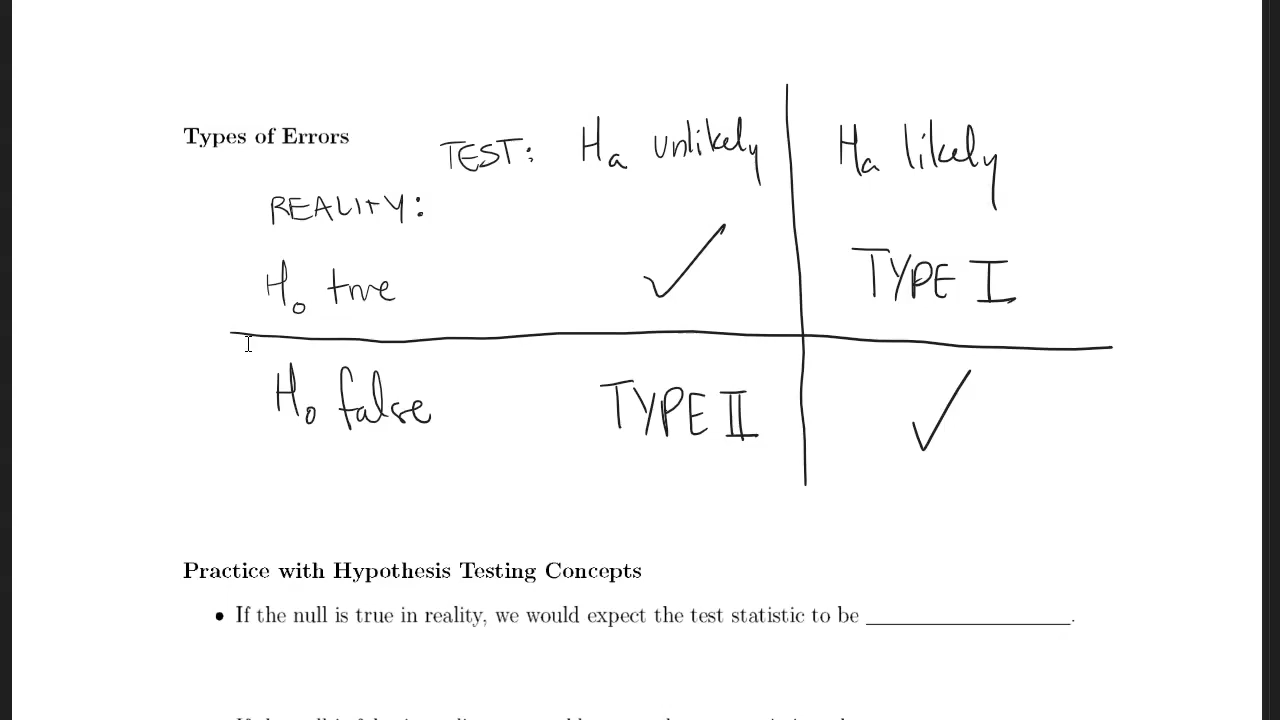 Types of Errors
TEST: Ha unlikely Ha likely
REALITY:
H0 true ✓ TYPE I
H0 false TYPE II ✓
Practice with Hypothesis Testing Concepts
• If the null is true in reality, we would expect the test statistic to be ____________________.